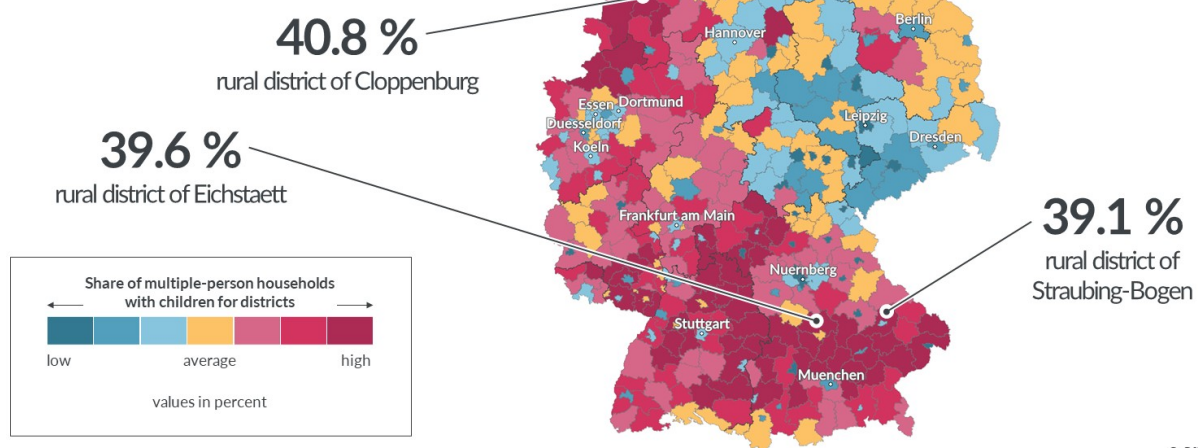 40.8 %
rural district of Cloppenburg
39.6 %
rural district of Eichstaett
39.1 %
rural district of
Straubing-Bogen
Berlin
Hannover
Essen Dortmund
Duesseldorf
Koeln
Leipzig
Dresden
Frankfurt am Main
Nuernberg
Stuttgart
Muenchen
Share of multiple-person households
with children for districts
low average high
values in percent